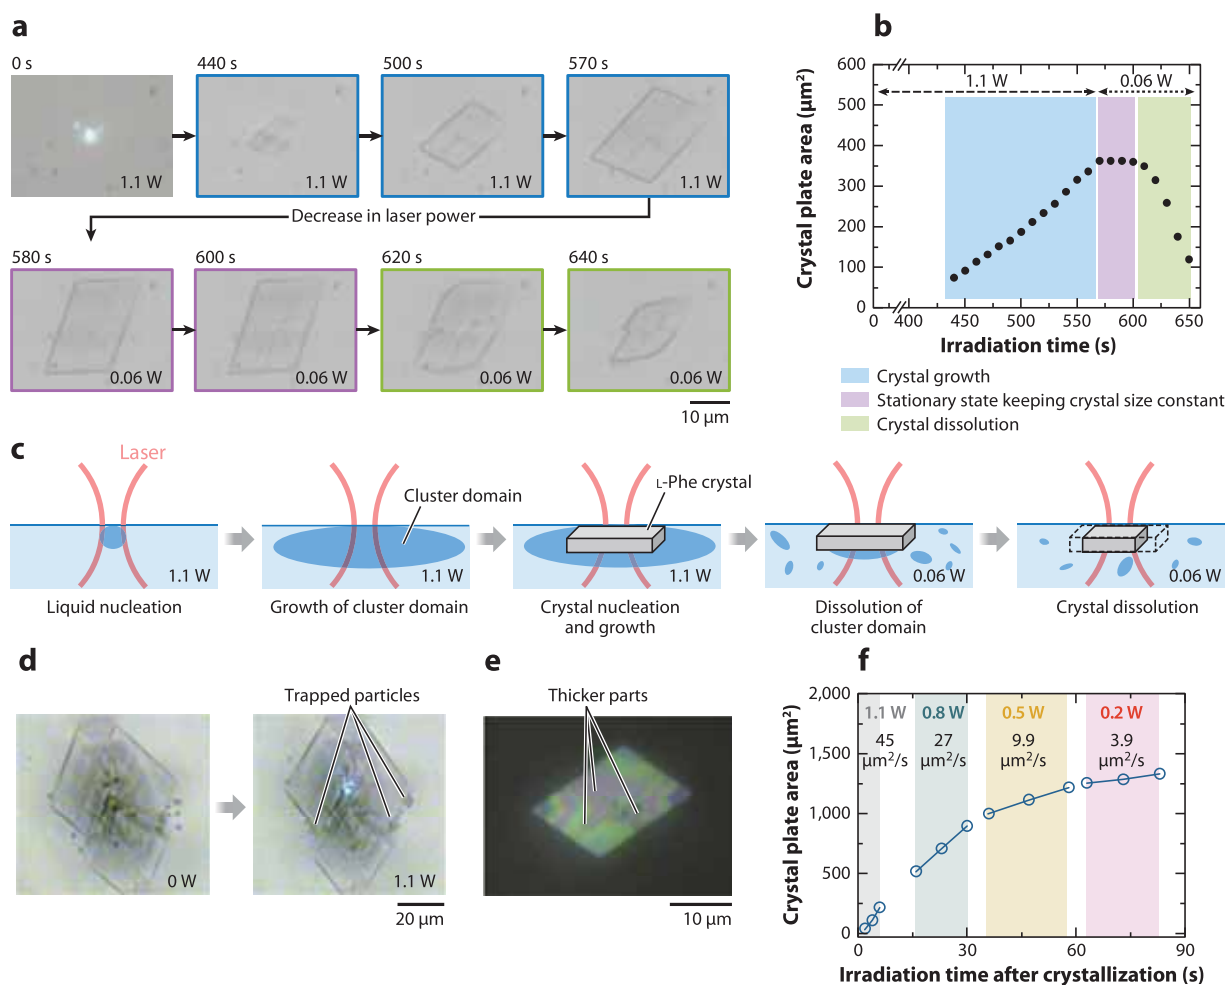 a
0 s
440 s
500 s
570 s
1.1 W
1.1 W
1.1 W
1.1 W
Decrease in laser power
580 s
600 s
620 s
640 s
0.06 W
0.06 W
0.06 W
0.06 W
10 µm
b
Crystal plate area (µm²)
600
500
400
300
200
100
0
1.1 W
0.06 W
0 400 450 500 550 600 650
Irradiation time (s)
Crystal growth
Stationary state keeping crystal size constant
Crystal dissolution
c
Laser
Cluster domain
L-Phe crystal
1.1 W
1.1 W
1.1 W
0.06 W
0.06 W
Liquid nucleation
Growth of cluster domain
Crystal nucleation
and growth
Dissolution of
cluster domain
Crystal dissolution
d
Trapped particles
0 W
1.1 W
20 µm
e
Thicker parts
10 µm
f
Crystal plate area (µm²)
2,000
1,500
1,000
500
0
1.1 W
45
µm²/s
0.8 W
27
µm²/s
0.5 W
9.9
µm²/s
0.2 W
3.9
µm²/s
0 30 60 90
Irradiation time after crystallization (s)